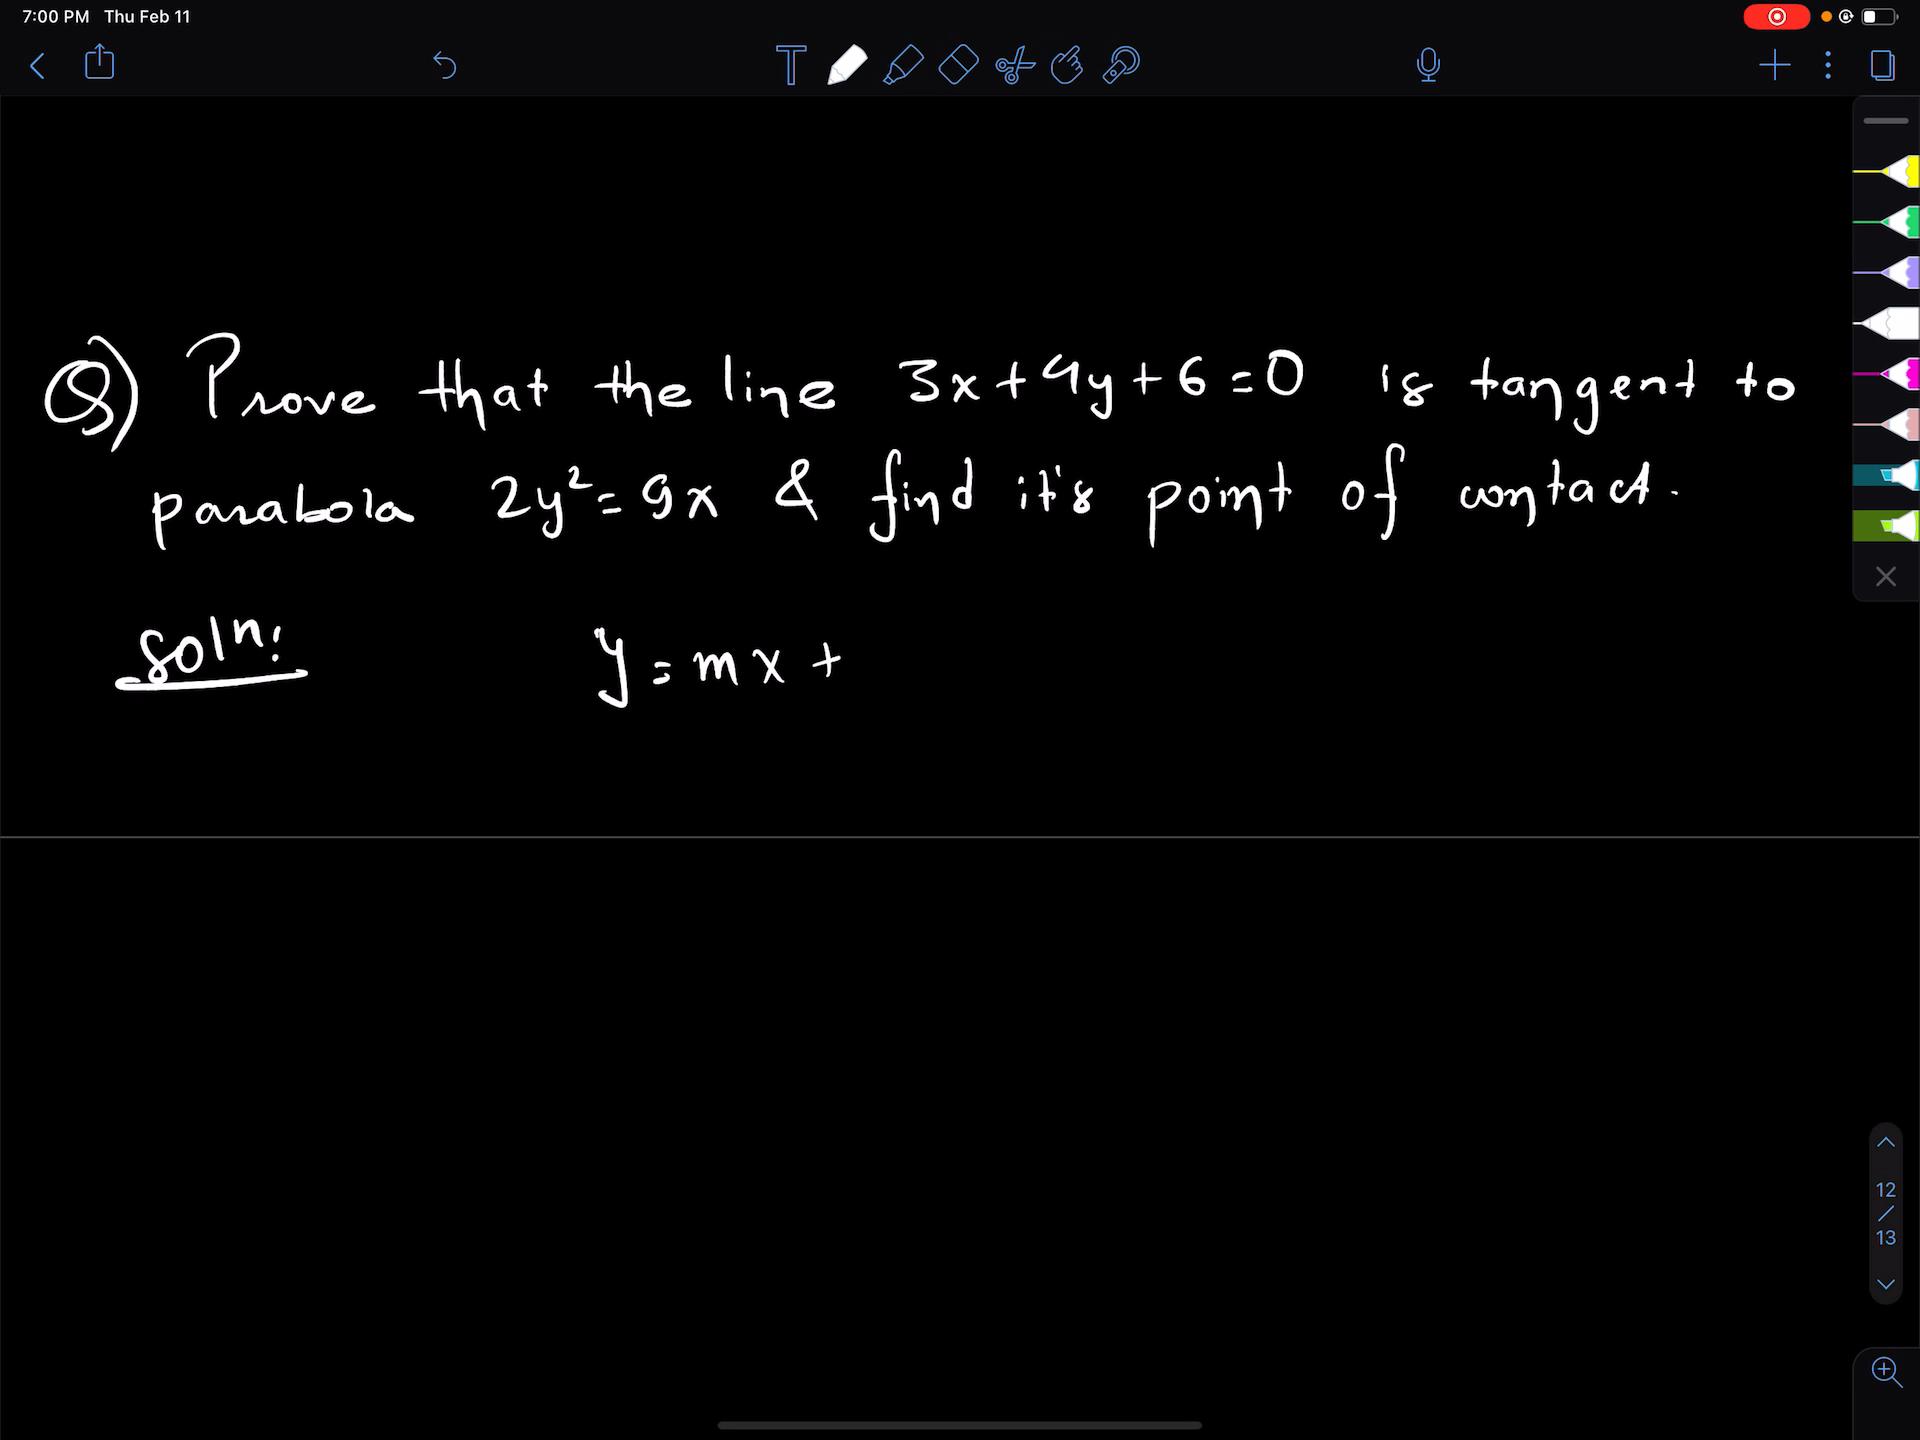 7:00 PM Thu Feb 11
Q) Prove that the line 3x+4y+6=0 is tangent to
parabola 2y²=9x & find it's point of contact.
Soln:
y=mx+
12
/
13